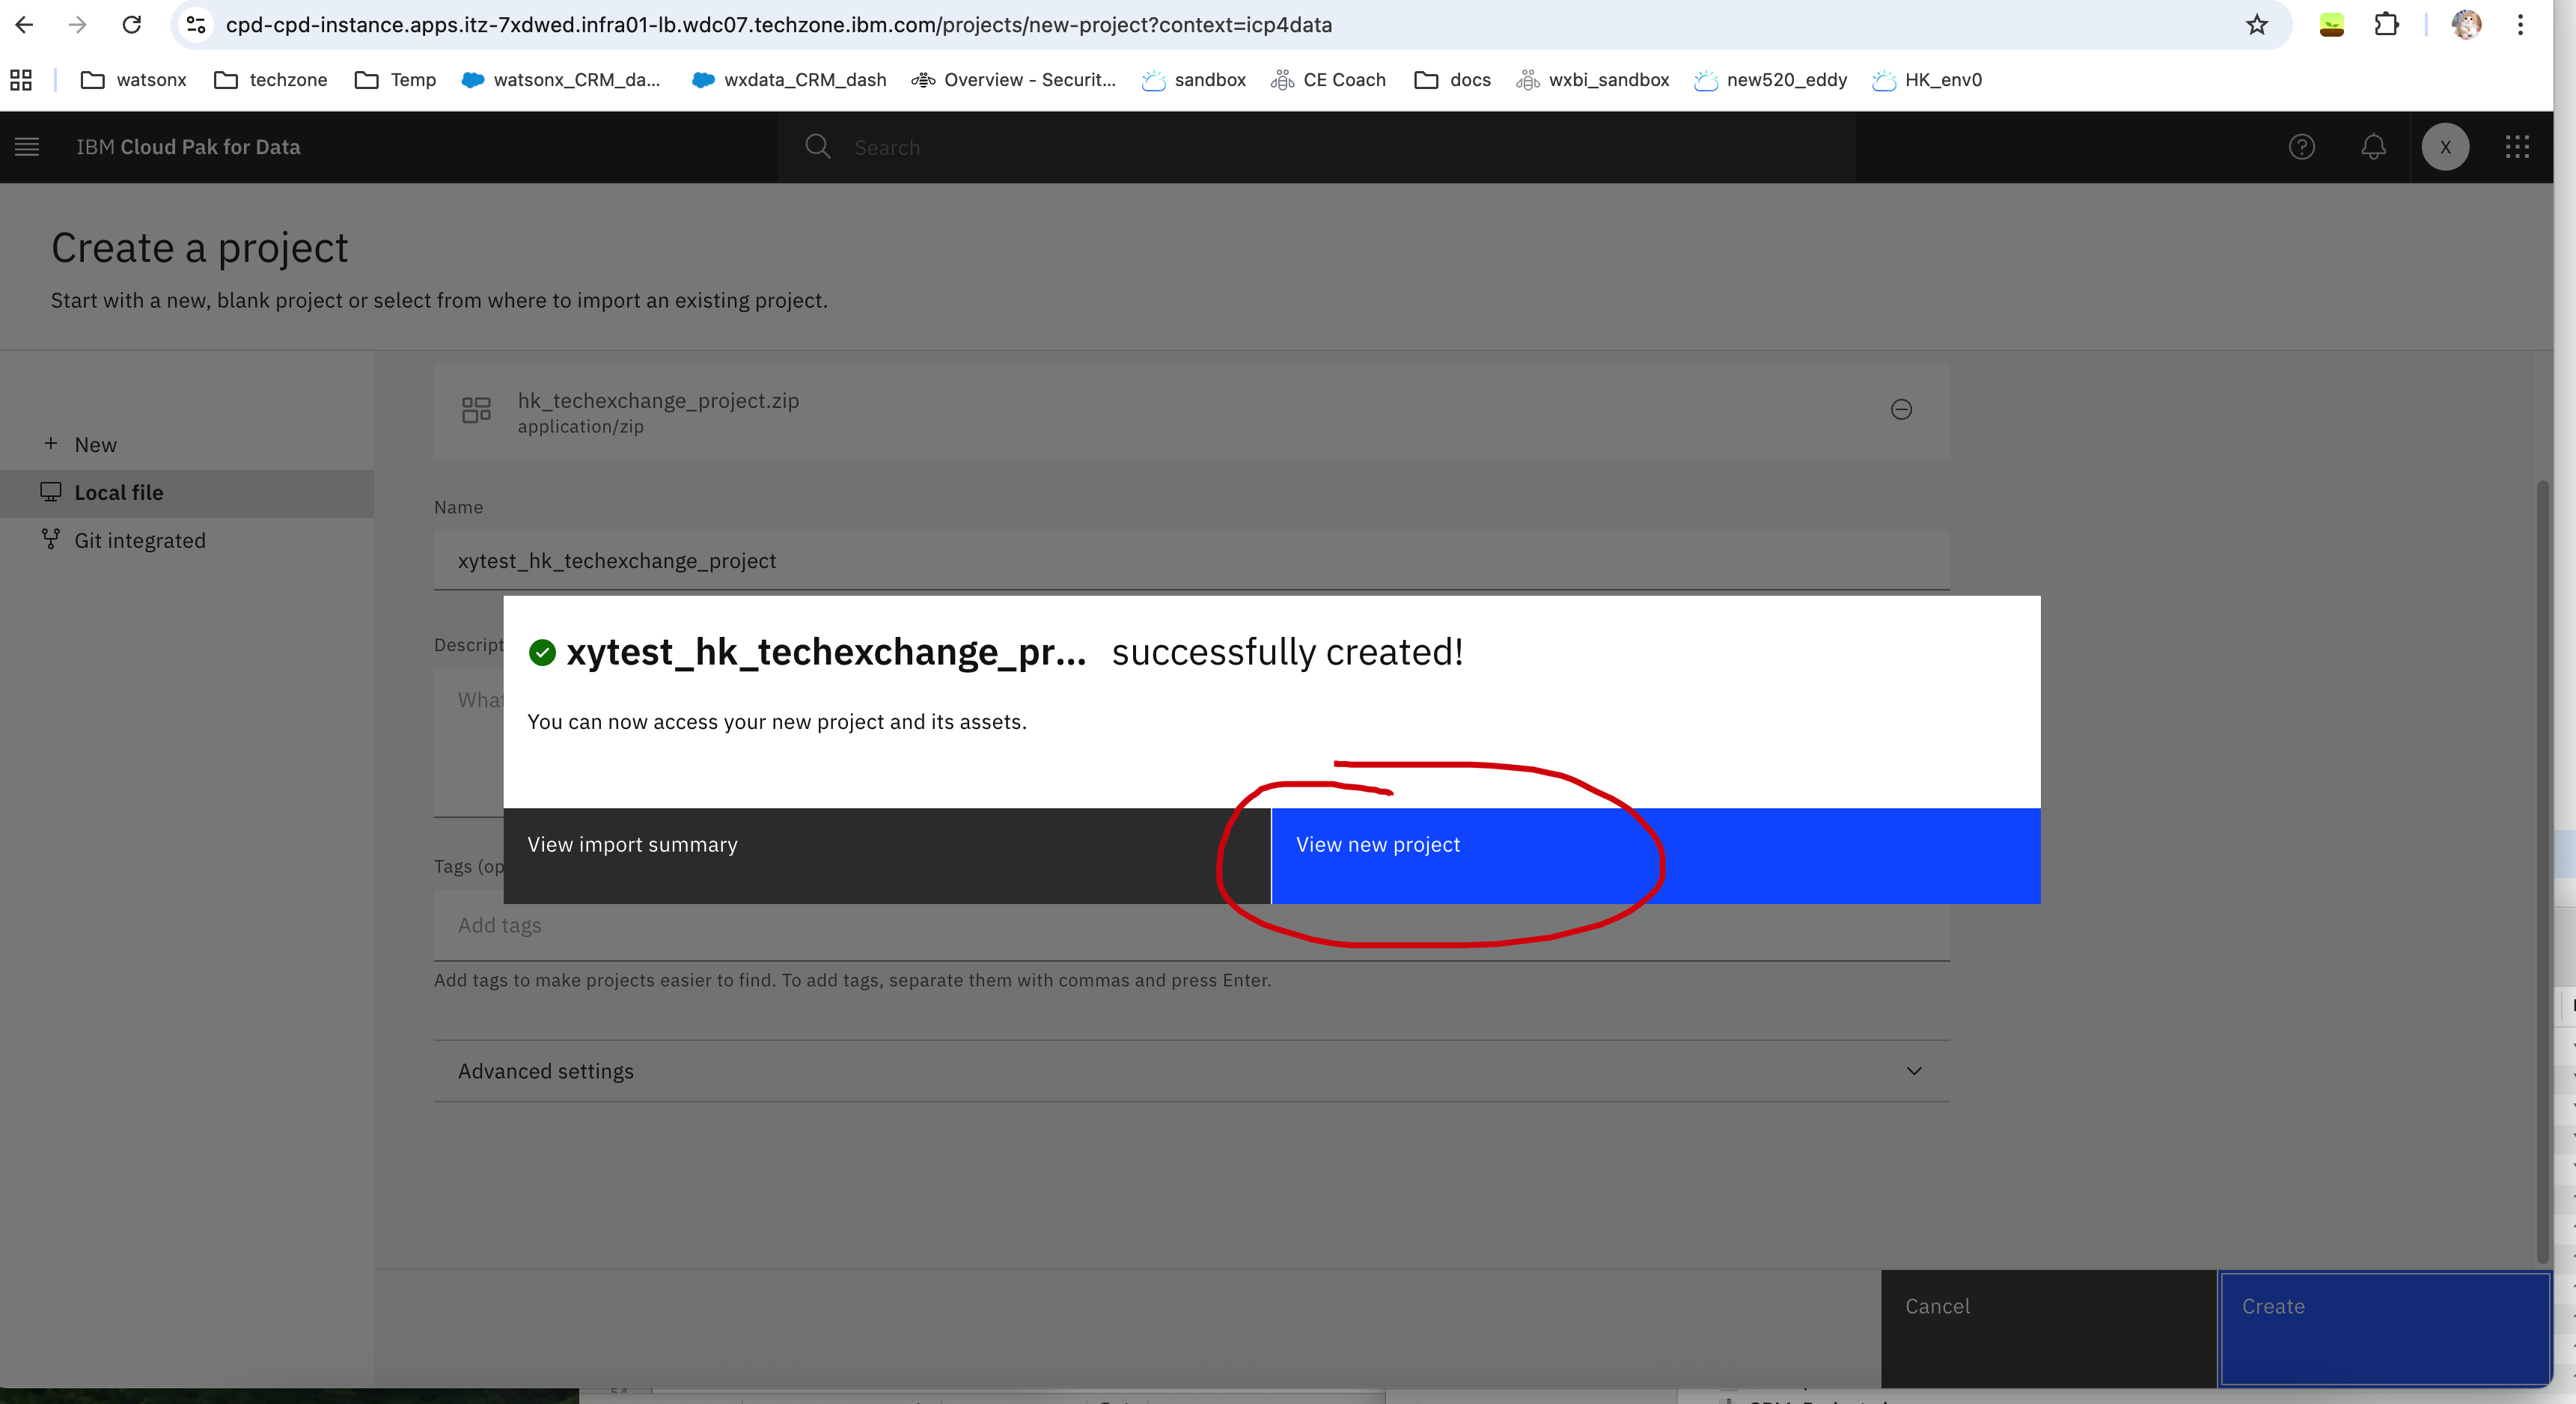 cpd-cpd-instance.apps.itz-7xdwed.infra01-lb.wdc07.techzone.ibm.com/projects/new-project?context=icp4data
watsonx techzone Temp watsonx_CRM_da... wxdata_CRM_dash Overview - Securit... sandbox CE Coach docs wxbi_sandbox new520_eddy HK_env0
IBM Cloud Pak for Data Search X
Create a project
Start with a new, blank project or select from where to import an existing project.
hk_techexchange_project.zip
application/zip
New
Local file
Git integrated
Name
xytest_hk_techexchange_project
Descript
xytest_hk_techexchange_pr... successfully created!
What
You can now access your new project and its assets.
View import summary View new project
Tags (op
Add tags
Add tags to make projects easier to find. To add tags, separate them with commas and press Enter.
Advanced settings
Cancel Create